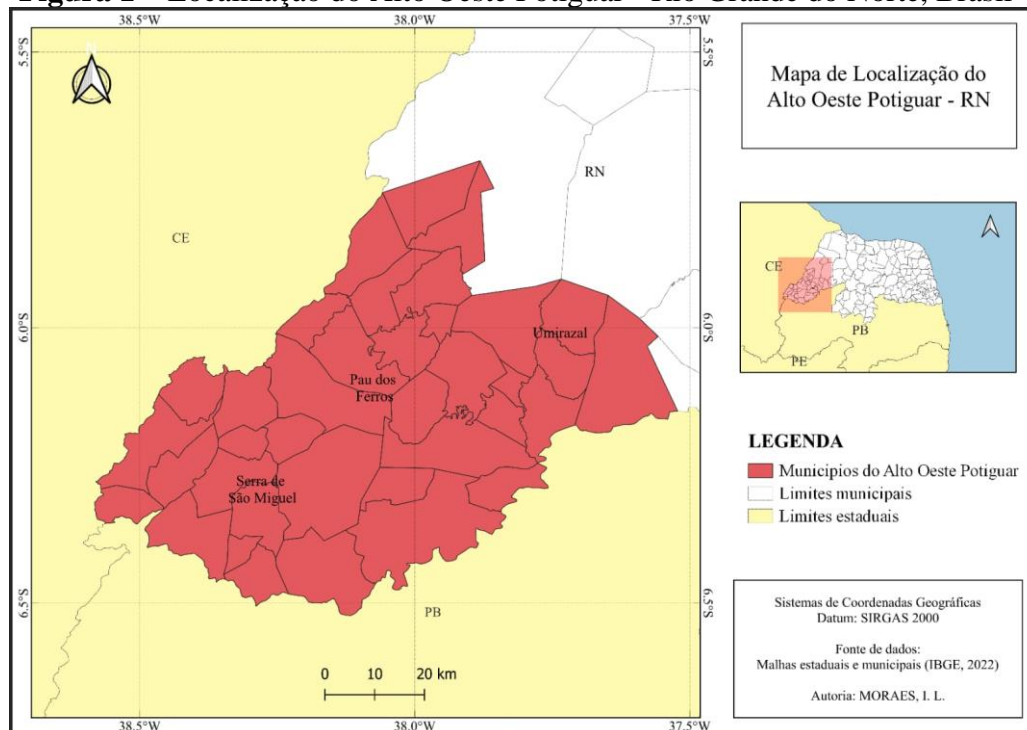 Figura 1 – Localização do Alto Oeste Potiguar - Rio Grande do Norte, Brasil
38.5°W
38.0°W
37.5°W
5.5°S
5.5°S
N
Mapa de Localização do
Alto Oeste Potiguar - RN
RN
CE
CE
PB
PE
6.0°S
6.0°S
Umirazal
Pau dos
Ferros
Serra de
São Miguel
LEGENDA
Municípios do Alto Oeste Potiguar
Limites municipais
Limites estaduais
6.5°S
6.5°S
PB
0 10 20 km
Sistemas de Coordenadas Geográficas
Datum: SIRGAS 2000
Fonte de dados:
Malhas estaduais e municipais (IBGE, 2022)
Autoria: MORAES, I. L.
38.5°W
38.0°W
37.5°W